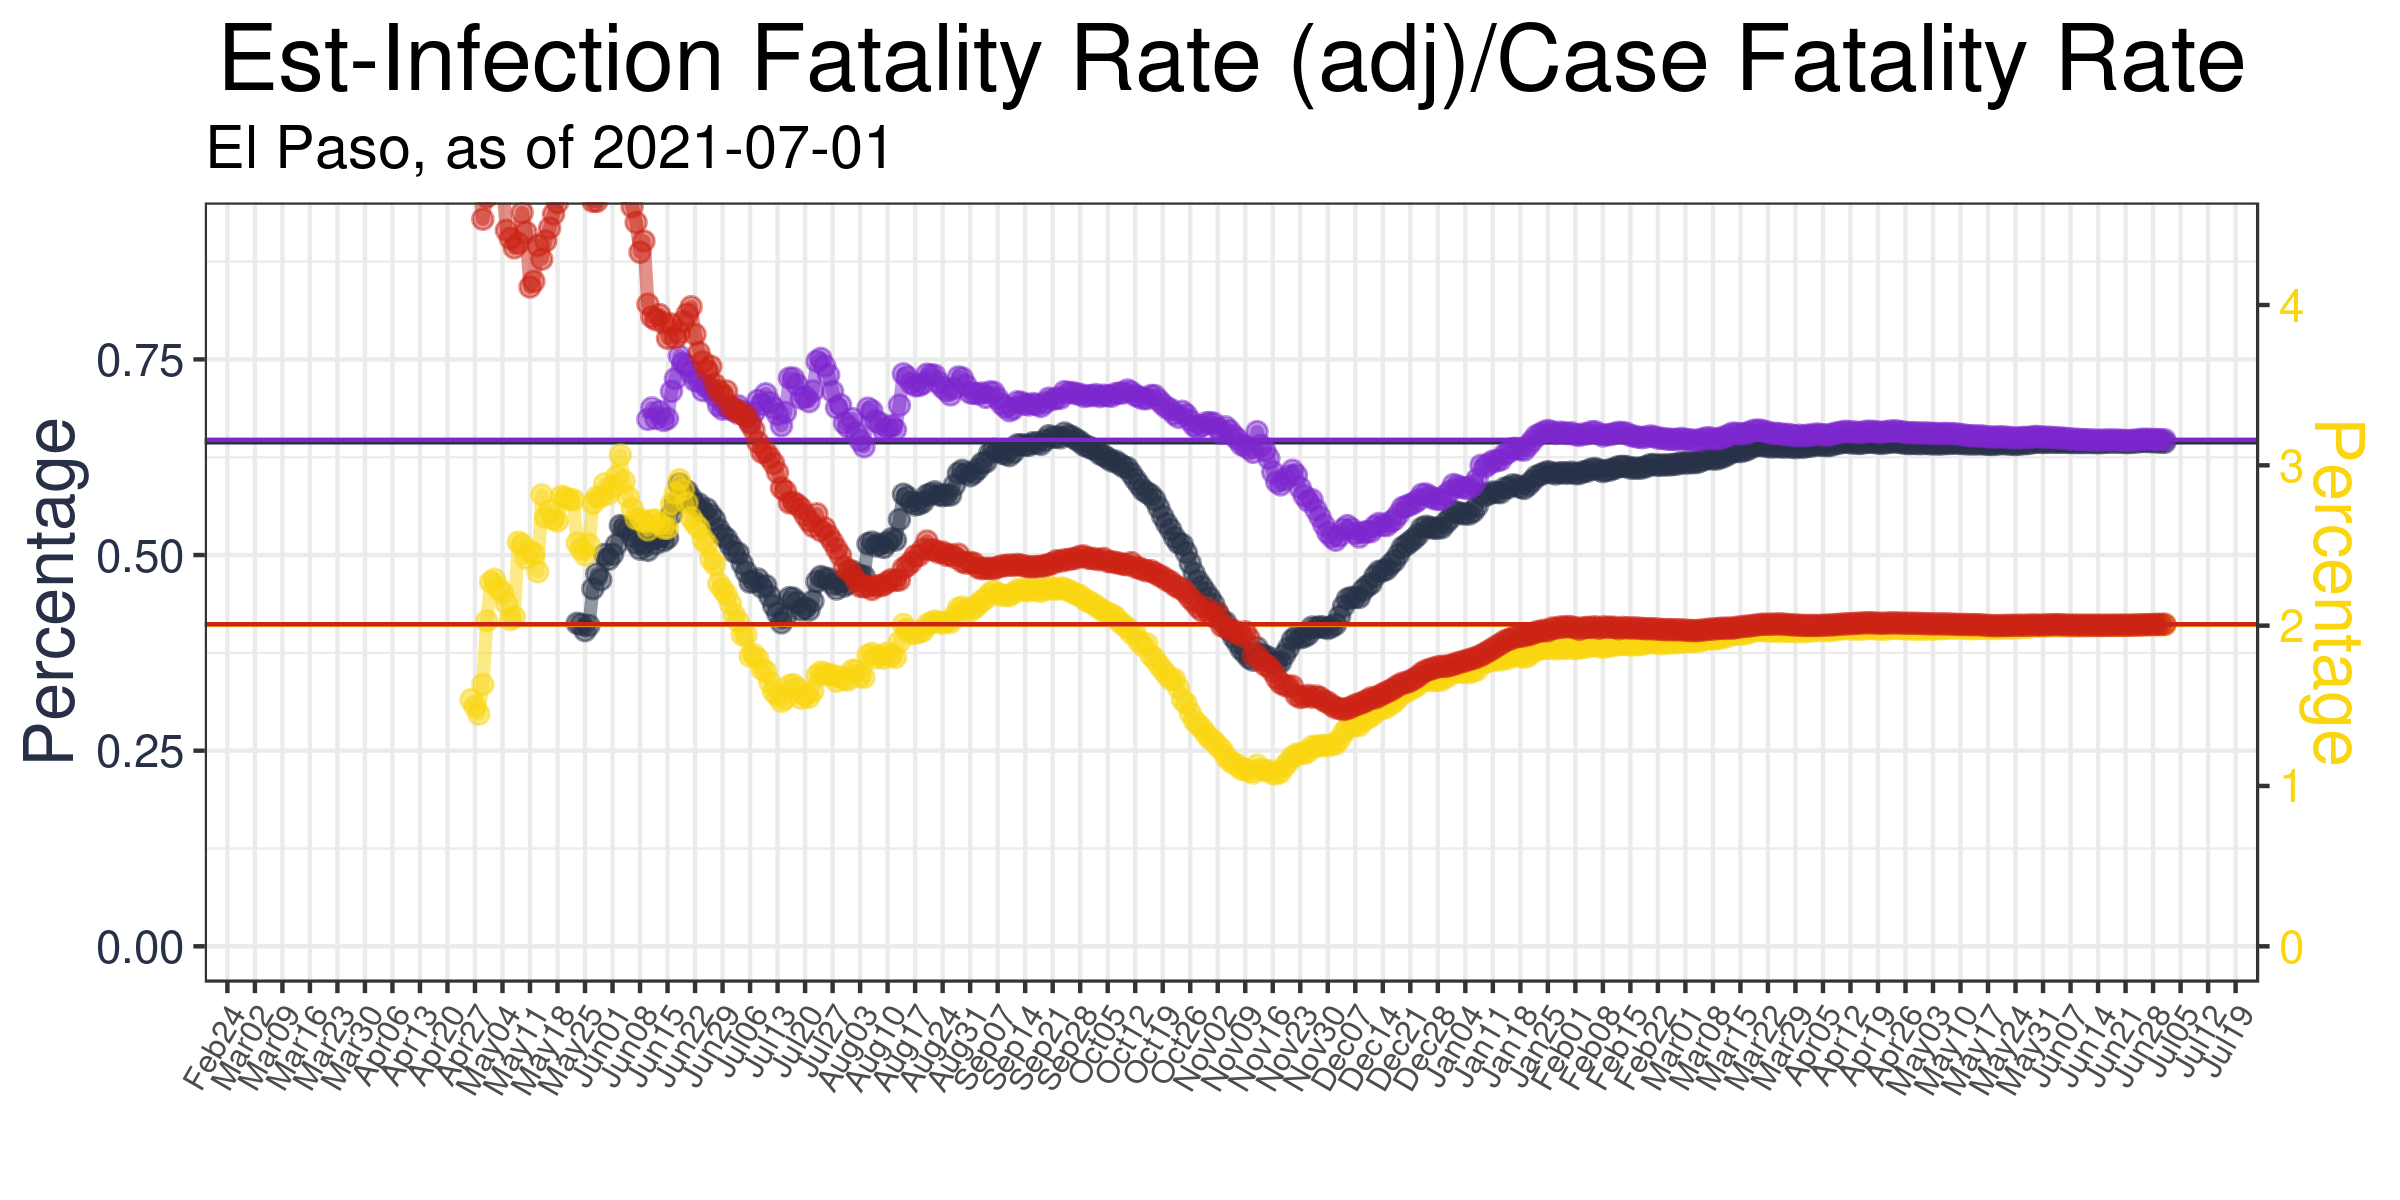 Est-Infection Fatality Rate (adj)/Case Fatality Rate
El Paso, as of 2021-07-01
Percentage
0.75
0.50
0.25
0.00
4
3
2
1
0
Percentage
Feb24
Mar02
Mar09
Mar16
Mar23
Mar30
Apr06
Apr13
Apr20
Apr27
May04
May11
May18
May25
Jun01
Jun08
Jun15
Jun22
Jun29
Jul06
Jul13
Jul20
Jul27
Aug03
Aug10
Aug17
Aug24
Aug31
Sep07
Sep14
Sep21
Sep28
Oct05
Oct12
Oct19
Oct26
Nov02
Nov09
Nov16
Nov23
Nov30
Dec07
Dec14
Dec21
Dec28
Jan04
Jan11
Jan18
Jan25
Feb01
Feb08
Feb15
Feb22
Mar01
Mar08
Mar15
Mar22
Mar29
Apr05
Apr12
Apr19
Apr26
May03
May10
May17
May24
May31
Jun07
Jun14
Jun21
Jun28
Jul05
Jul12
Jul19